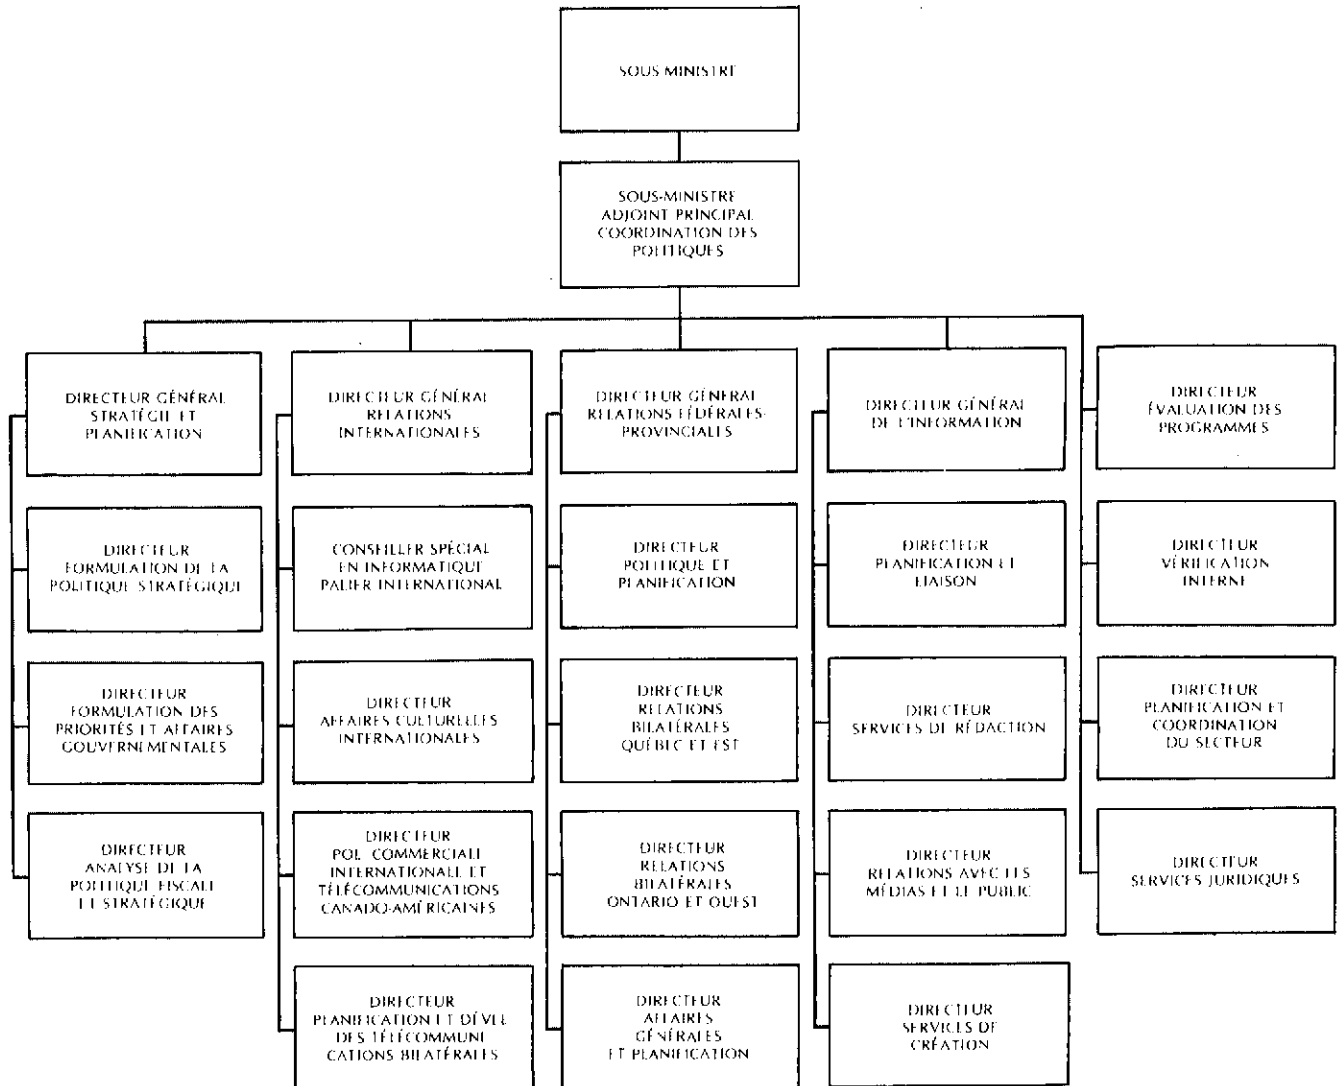 SOUS MINISTRE
SOUS-MINISTRE
ADJOINT PRINCIPAL
COORDINATION DES
POLITIQUES
DIRECTEUR GÉNÉRAL
STRATÉGIE ET
PLANIFICATION
DIRECTEUR GÉNÉRAL
RELATIONS
INTERNATIONALES
DIRECTEUR GÉNÉRAL
RELATIONS FÉDÉRALES-
PROVINCIALES
DIRECTEUR GÉNÉRAL
DE L'INFORMATION
DIRECTEUR
ÉVALUATION DES
PROGRAMMES
DIRECTEUR
FORMULATION DE LA
POLITIQUE STRATÉGIQUE
CONSEILLER SPÉCIAL
EN INFORMATIQUE
PALIER INTERNATIONAL
DIRECTEUR
POLITIQUE ET
PLANIFICATION
DIRECTEUR
PLANIFICATION ET
LIAISON
DIRECTEUR
VÉRIFICATION
INTERNE
DIRECTEUR
FORMULATION DES
PRIORITÉS ET AFFAIRES
GOUVERNEMENTALES
DIRECTEUR
AFFAIRES CULTURELLES
INTERNATIONALES
DIRECTEUR
RELATIONS
BILATÉRALES
QUÉBEC ET EST
DIRECTEUR
SERVICES DE RÉDACTION
DIRECTEUR
PLANIFICATION ET
COORDINATION
DU SECTEUR
DIRECTEUR
ANALYSE DE LA
POLITIQUE FISCALE
ET STRATÉGIQUE
DIRECTEUR
POL COMMERCIALE
INTERNATIONALE ET
TÉLÉCOMMUNICATIONS
CANADO-AMÉRICAINES
DIRECTEUR
RELATIONS
BILATÉRALES
ONTARIO ET OUEST
DIRECTEUR
RELATIONS AVEC LES
MÉDIAS ET LE PUBLIC
DIRECTEUR
SERVICES JURIDIQUES
DIRECTEUR
PLANIFICATION ET DÉVEL
DES TÉLÉCOMMUNI
CATIONS BILATÉRALES
DIRECTEUR
AFFAIRES
GÉNÉRALES
ET PLANIFICATION
DIRECTEUR
SERVICES DE
CRÉATION